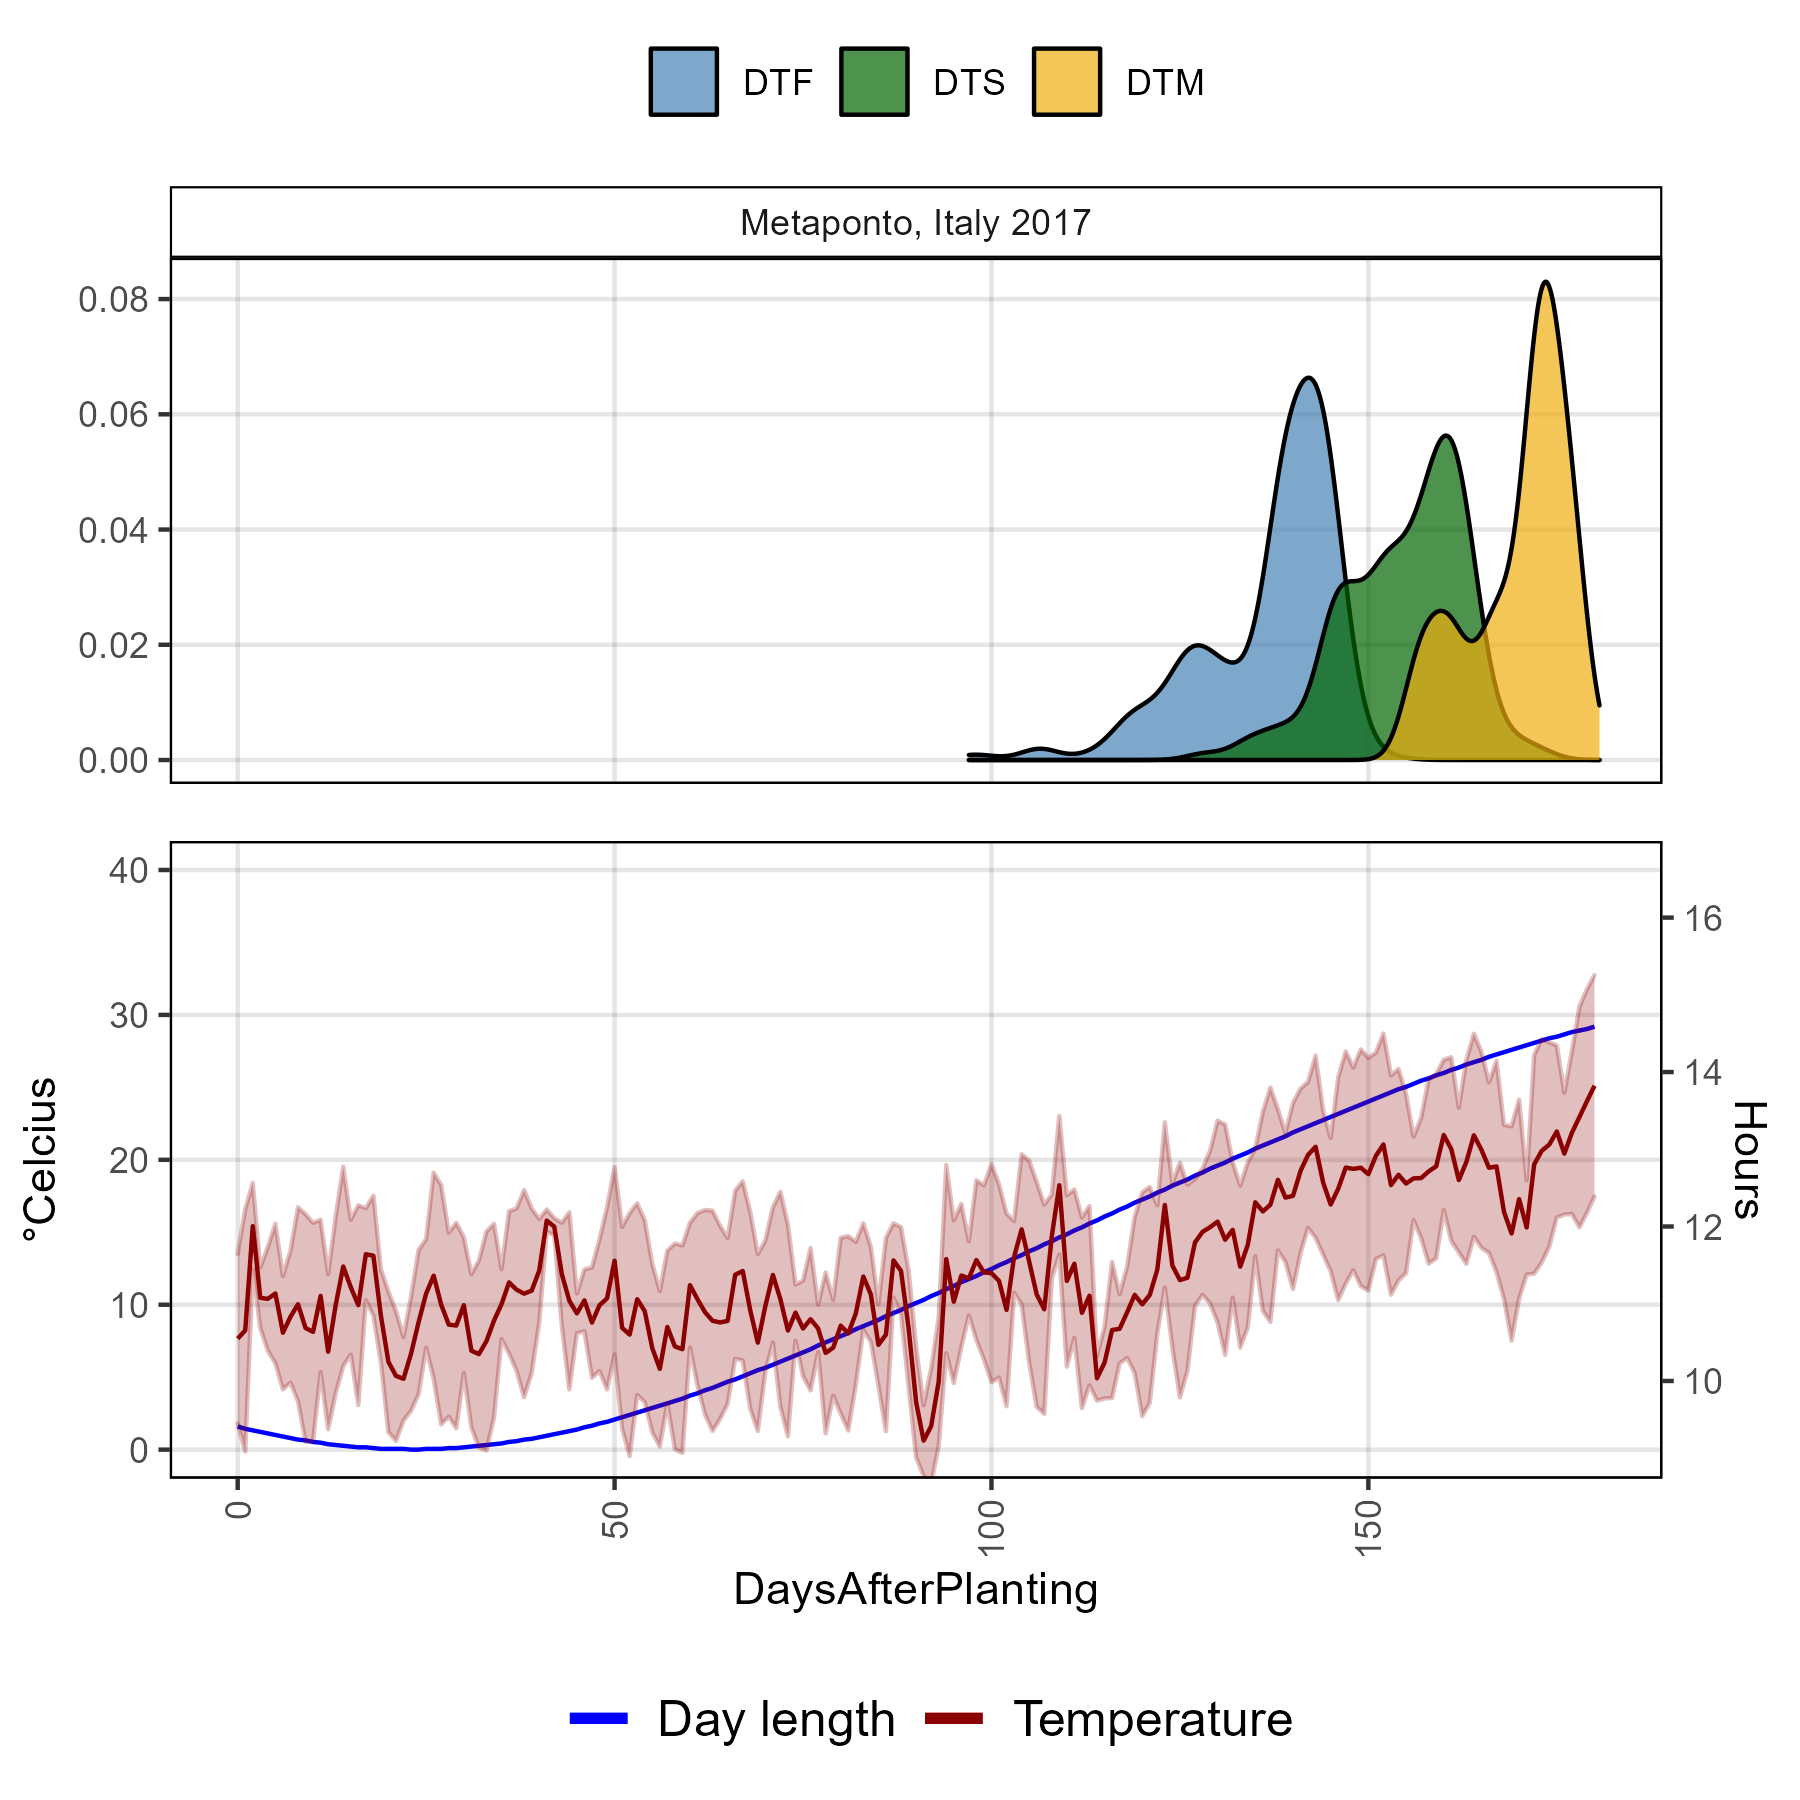 DTF DTS DTM
Metaponto, Italy 2017
0.08
0.06
0.04
0.02
0.00
40
30
20
10
0
°Celcius
16
14
12
10
Hours
0 50 100 150
DaysAfterPlanting
Day length Temperature